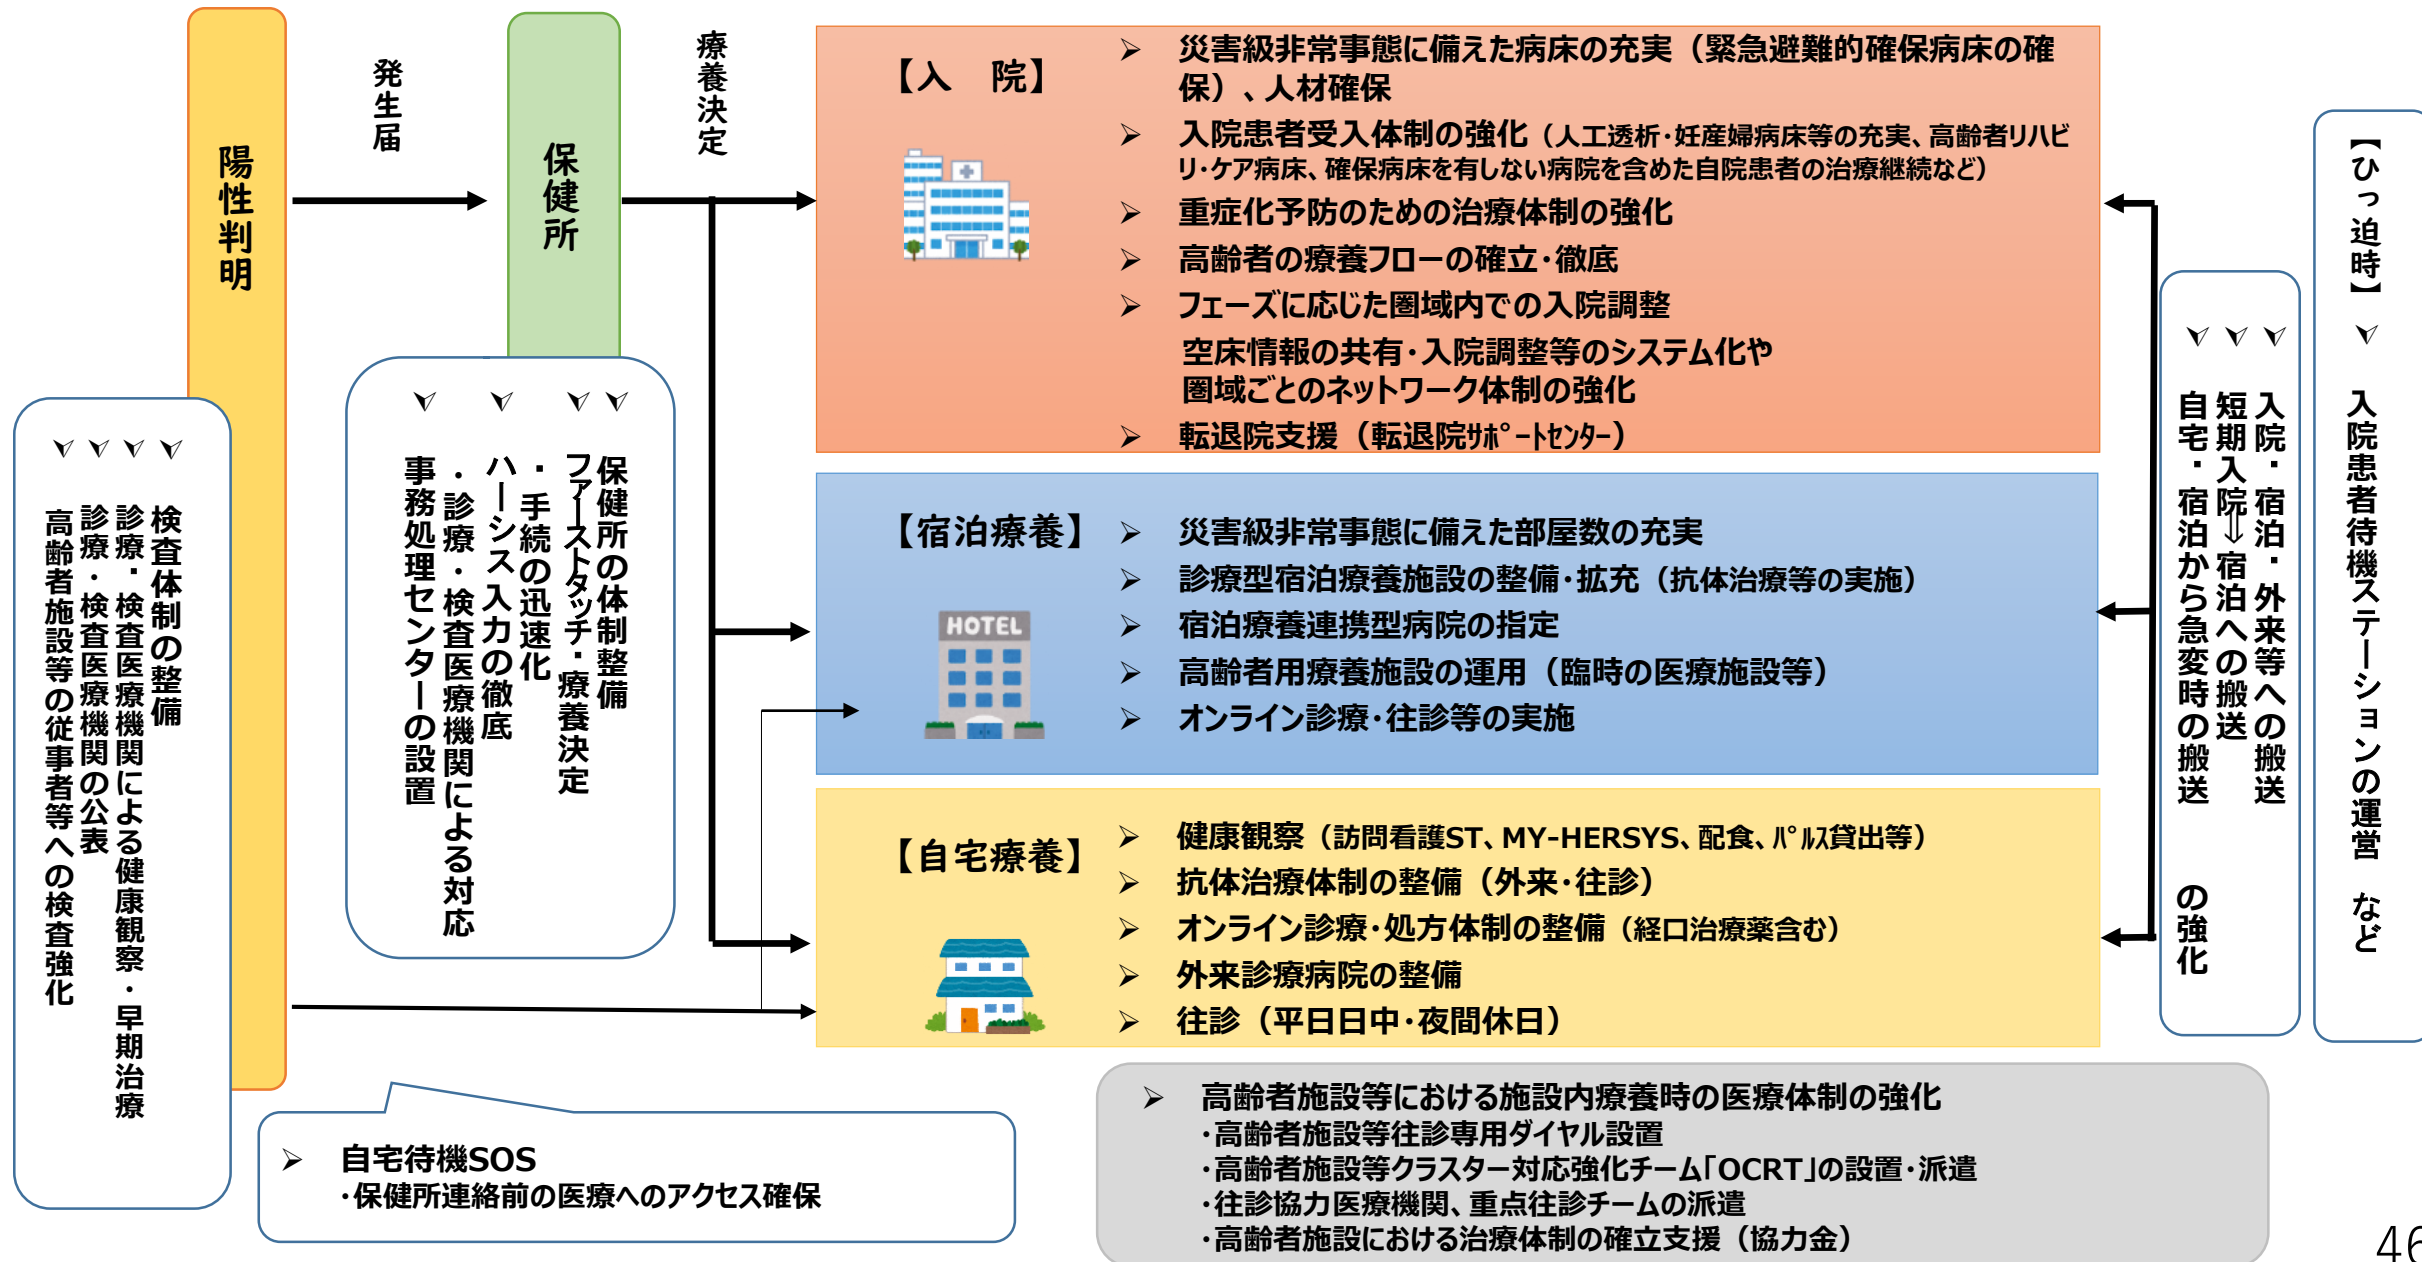 陽性判明
発生届
保健所
療養決定
➢ 検査体制の整備
➢ 診療・検査医療機関による健康観察・早期治療
➢ 診療・検査医療機関の公表
➢ 高齢者施設等の従事者等への検査強化
➢ 保健所の体制整備
➢ ファーストタッチ・療養決定
・手続の迅速化
➢ ハーシス入力の徹底
・診療・検査医療機関による対応
➢ 事務処理センターの設置
【入　院】
➢ 災害級非常事態に備えた病床の充実（緊急避難的確保病床の確
保）、人材確保
➢ 入院患者受入体制の強化（人工透析・妊産婦病床等の充実、高齢者リハビ
リ・ケア病床、確保病床を有しない病院を含めた自院患者の治療継続など）
➢ 重症化予防のための治療体制の強化
➢ 高齢者の療養フローの確立・徹底
➢ フェーズに応じた圏域内での入院調整
空床情報の共有・入院調整等のシステム化や
圏域ごとのネットワーク体制の強化
➢ 転退院支援（転退院ｻﾎﾟｰﾄｾﾝﾀｰ）
【宿泊療養】
HOTEL
➢ 災害級非常事態に備えた部屋数の充実
➢ 診療型宿泊療養施設の整備・拡充（抗体治療等の実施）
➢ 宿泊療養連携型病院の指定
➢ 高齢者用療養施設の運用（臨時の医療施設等）
➢ オンライン診療・往診等の実施
【自宅療養】
➢ 健康観察（訪問看護ST、MY-HERSYS、配食、ﾊﾟﾙｽ貸出等）
➢ 抗体治療体制の整備（外来・往診）
➢ オンライン診療・処方体制の整備（経口治療薬含む）
➢ 外来診療病院の整備
➢ 往診（平日日中・夜間休日）
➢ 入院・宿泊・外来等への搬送
➢ 短期入院⇒宿泊への搬送
➢ 自宅・宿泊から急変時の搬送　の強化
【ひっ迫時】
➢ 入院患者待機ステーションの運営　など
➢ 自宅待機SOS
・保健所連絡前の医療へのアクセス確保
➢ 高齢者施設等における施設内療養時の医療体制の強化
・高齢者施設等往診専用ダイヤル設置
・高齢者施設等クラスター対応強化チーム「OCRT」の設置・派遣
・往診協力医療機関、重点往診チームの派遣
・高齢者施設における治療体制の確立支援（協力金）
46